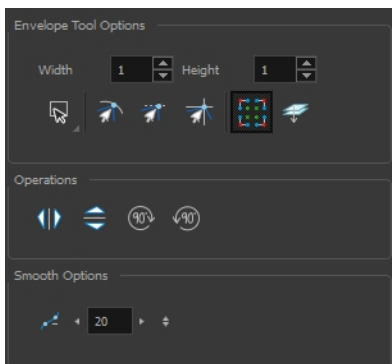 Envelope Tool Options
Width 1 Height 1
Operations
90 90
Smooth Options
20